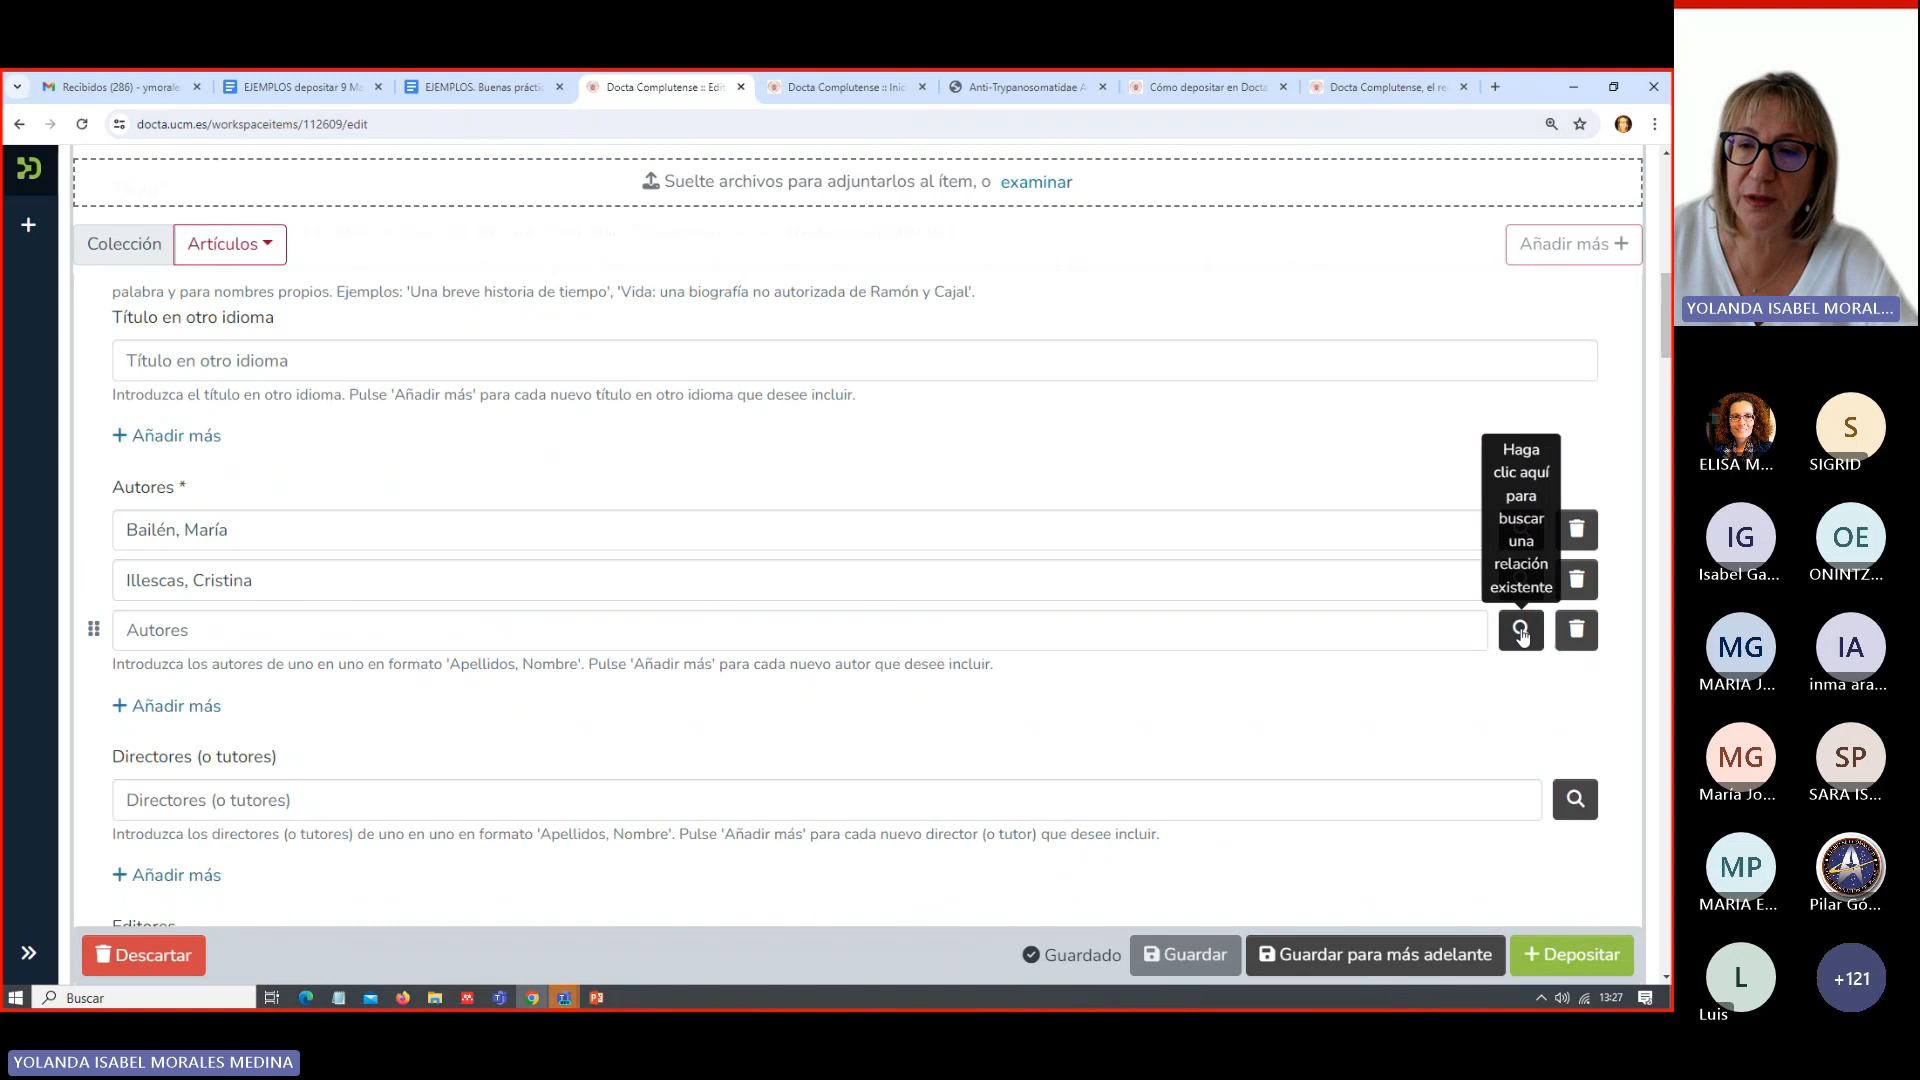 Recibidos (286) - ymorale
EJEMPLOS depositar 9 Ma
EJEMPLOS. Buenas práctic
Docta Complutense :: Edit
Docta Complutense :: Inic
Anti-Trypanosomatidae A
Cómo depositar en Docta
Docta Complutense, el re
docta.ucm.es/workspaceitems/112609/edit
Suelte archivos para adjuntarlos al ítem, o examinar
Colección
Artículos
Añadir más +
palabra y para nombres propios. Ejemplos: 'Una breve historia de tiempo', 'Vida: una biografía no autorizada de Ramón y Cajal'.
Título en otro idioma
Título en otro idioma
Introduzca el título en otro idioma. Pulse 'Añadir más' para cada nuevo título en otro idioma que desee incluir.
+ Añadir más
Autores *
Bailén, María
Illescas, Cristina
Autores
Haga
clic aquí
para
buscar
una
relación
existente
Introduzca los autores de uno en uno en formato 'Apellidos, Nombre'. Pulse 'Añadir más' para cada nuevo autor que desee incluir.
+ Añadir más
Directores (o tutores)
Directores (o tutores)
Introduzca los directores (o tutores) de uno en uno en formato 'Apellidos, Nombre'. Pulse 'Añadir más' para cada nuevo director (o tutor) que desee incluir.
+ Añadir más
Editores
Descartar
Guardado
Guardar
Guardar para más adelante
+ Depositar
Buscar
13:27
YOLANDA ISABEL MORAL...
ELISA M...
S
SIGRID
IG
Isabel Ga...
OE
ONINTZ...
MG
MARIA J...
IA
inma ara...
MG
María Jo...
SP
SARA IS...
MP
MARIA E...
Pilar Gó...
L
Luis
+121
YOLANDA ISABEL MORALES MEDINA